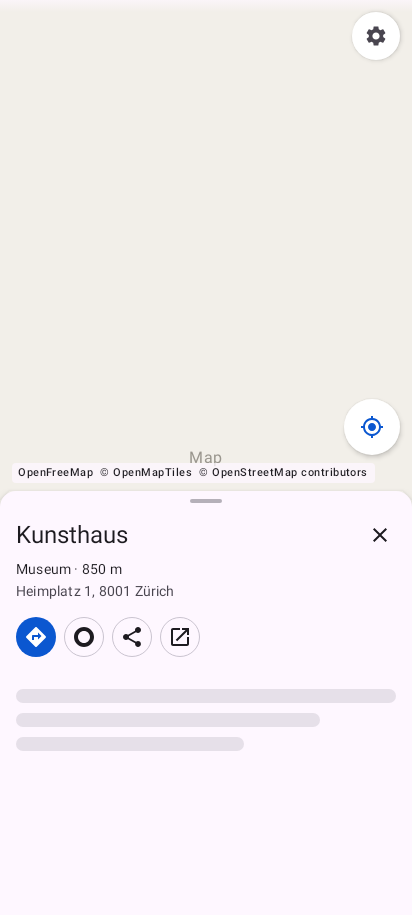 Map
OpenFreeMap © OpenMapTiles © OpenStreetMap contributors
Kunsthaus
Museum · 850 m
Heimplatz 1, 8001 Zürich